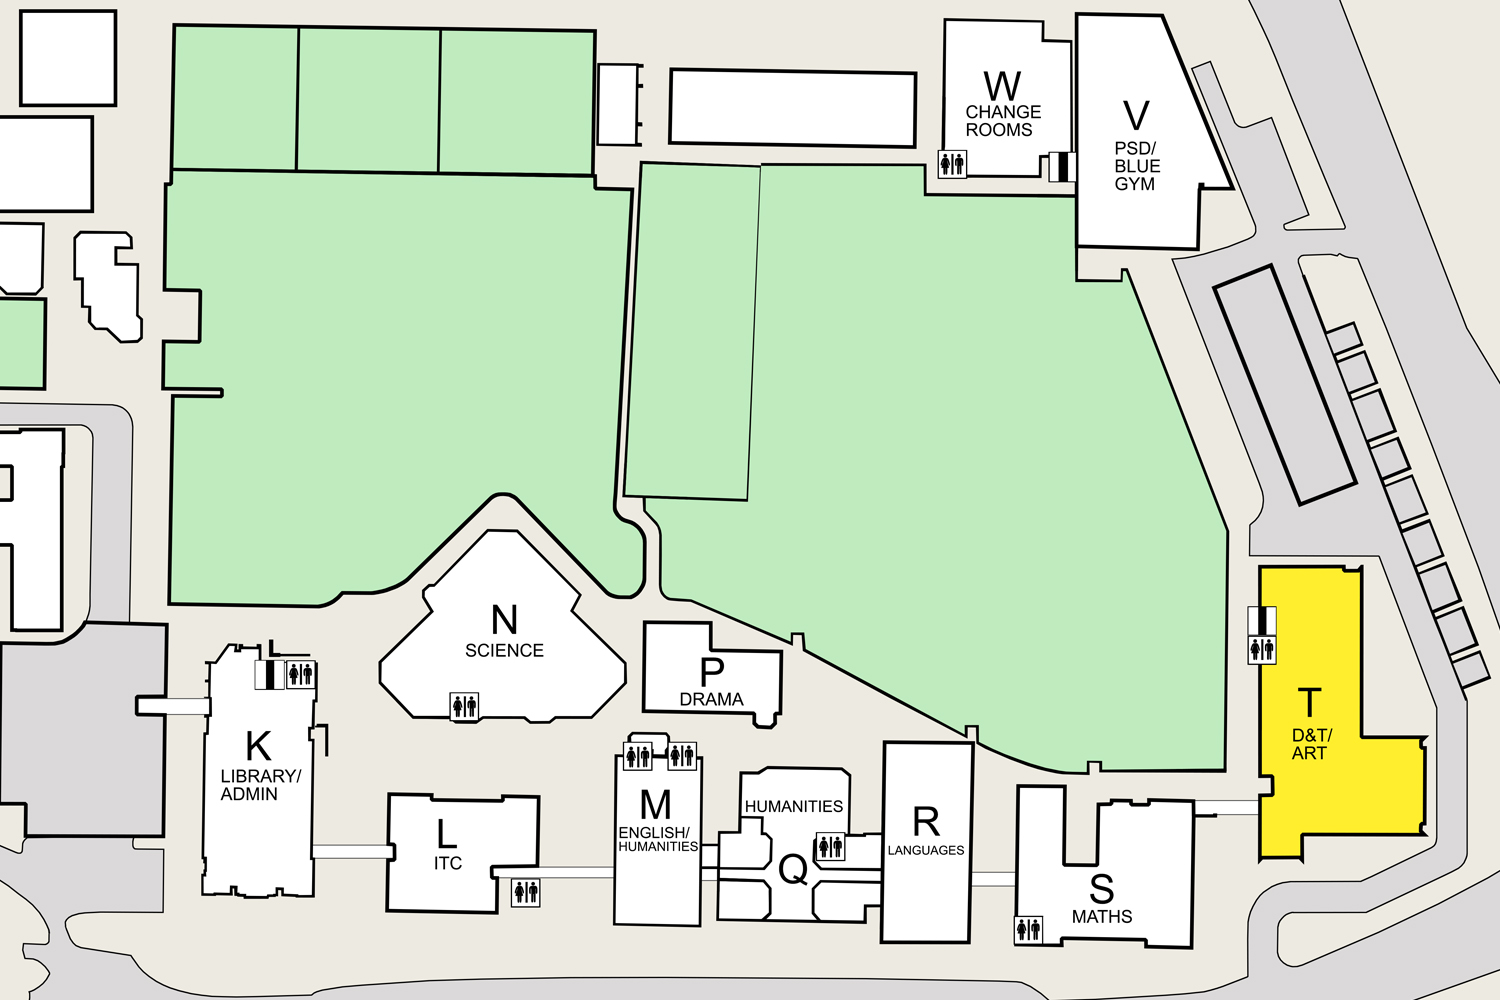 W
CHANGE
ROOMS
V
PSD/
BLUE
GYM
N
SCIENCE
P
DRAMA
T
D&T/
ART
K
LIBRARY/
ADMIN
L
ITC
M
ENGLISH/
HUMANITIES
HUMANITIES
Q
R
LANGUAGES
S
MATHS